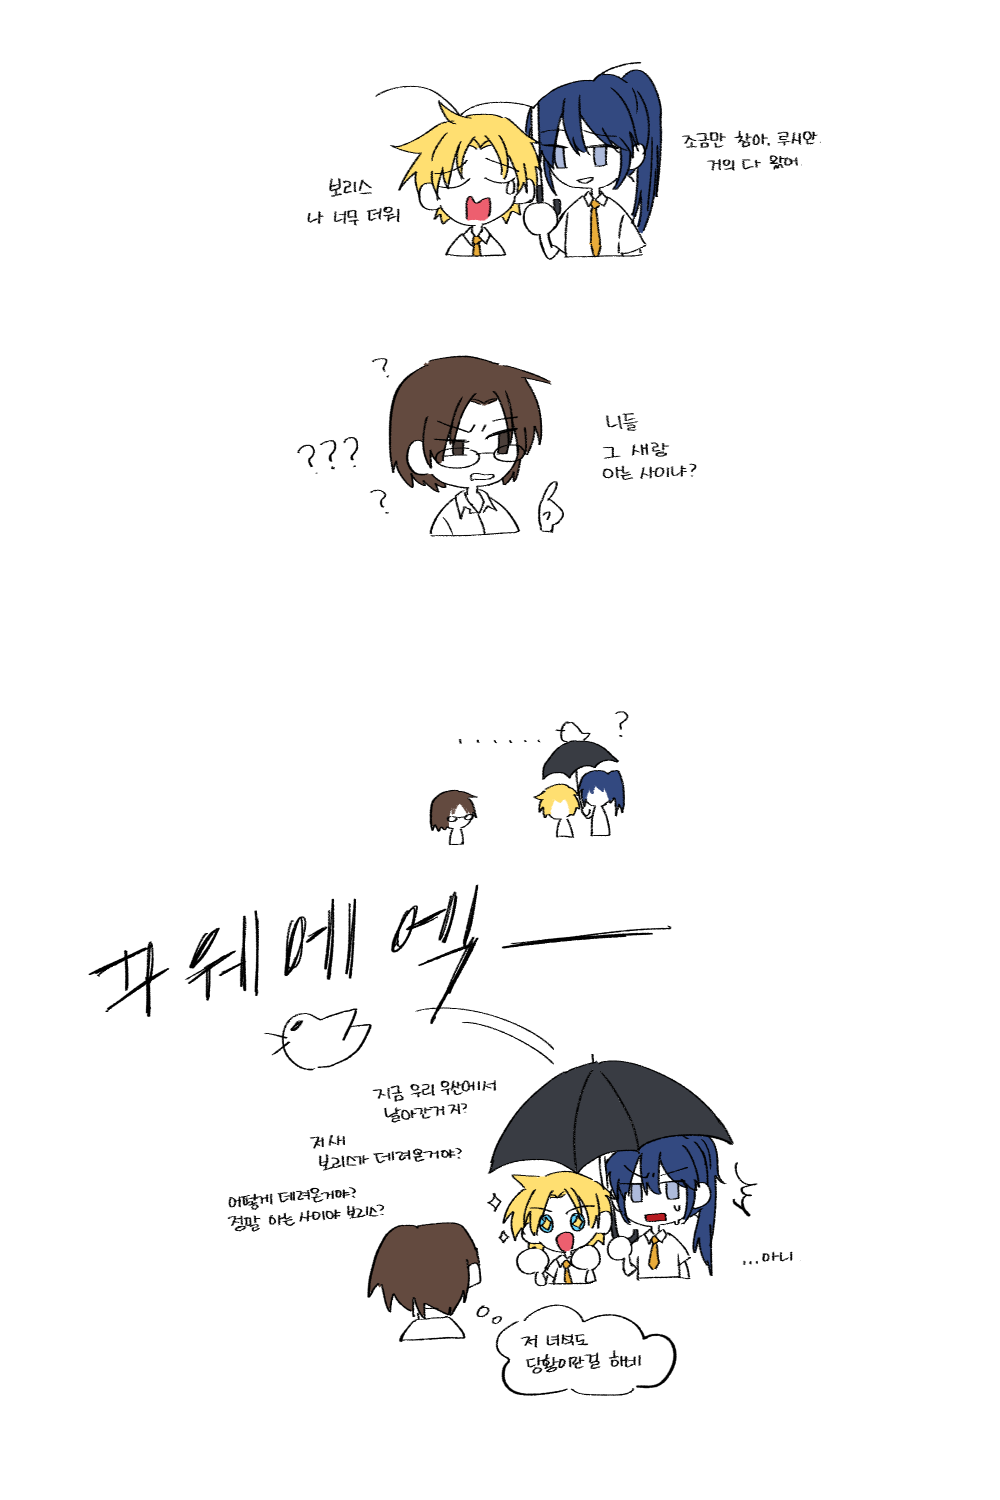 보리스
나 너무 더워
조금만 참아, 루시안.
거의 다 왔어.
?
???
?
니들
그 새랑
아는 사이냐?
......
?
꾸웨에엑—
지금 우리 우산에서
날아간거지?
저 새
보리스가 데려온거야?
어떻게 데려온거야?
정말 아는 사이야 보리스?
...아니
저 녀석도
당황이란걸 하네